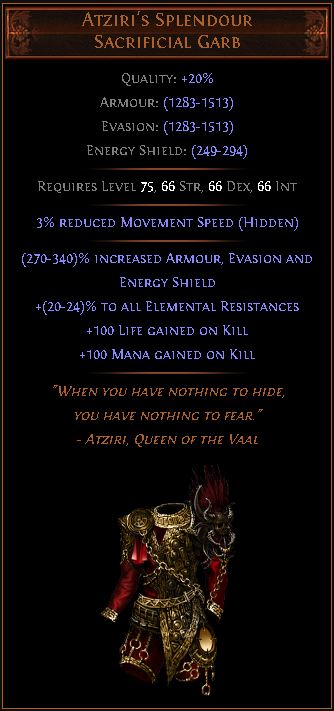 Atziri's Splendour
Sacrificial Garb
Quality: +20%
Armour: (1283-1513)
Evasion: (1283-1513)
Energy Shield: (249-294)
Requires Level 75, 66 Str, 66 Dex, 66 Int
3% reduced Movement Speed (Hidden)
(270-340)% increased Armour, Evasion and
Energy Shield
+(20-24)% to all Elemental Resistances
+100 Life gained on Kill
+100 Mana gained on Kill
"When you have nothing to hide,
you have nothing to fear."
- Atziri, Queen of the Vaal